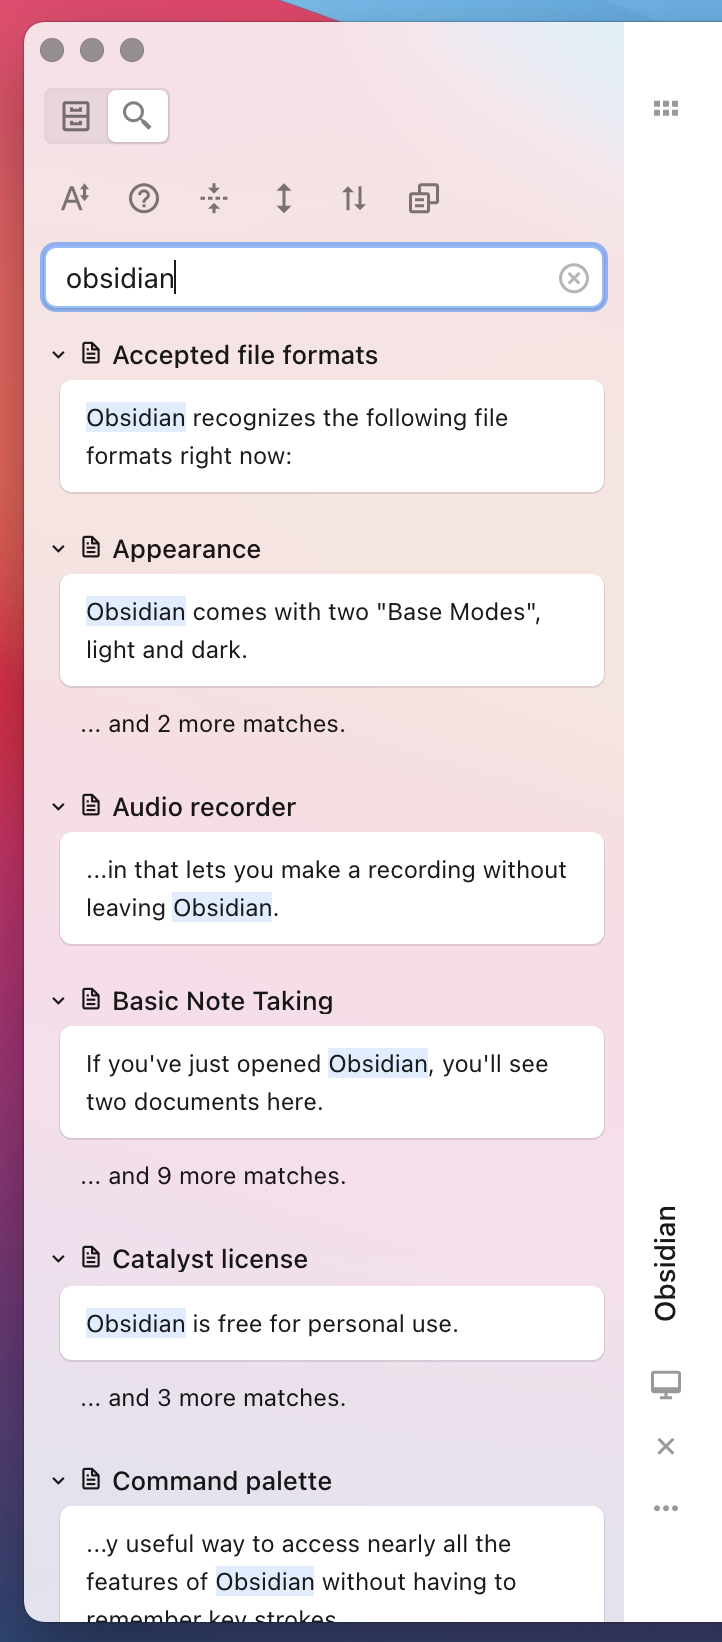 obsidian
Accepted file formats
Obsidian recognizes the following file
formats right now:
Appearance
Obsidian comes with two "Base Modes",
light and dark.
... and 2 more matches.
Audio recorder
...in that lets you make a recording without
leaving Obsidian.
Basic Note Taking
If you've just opened Obsidian, you'll see
two documents here.
... and 9 more matches.
Catalyst license
Obsidian is free for personal use.
... and 3 more matches.
Command palette
...y useful way to access nearly all the
features of Obsidian without having to
remember key strokes
Obsidian